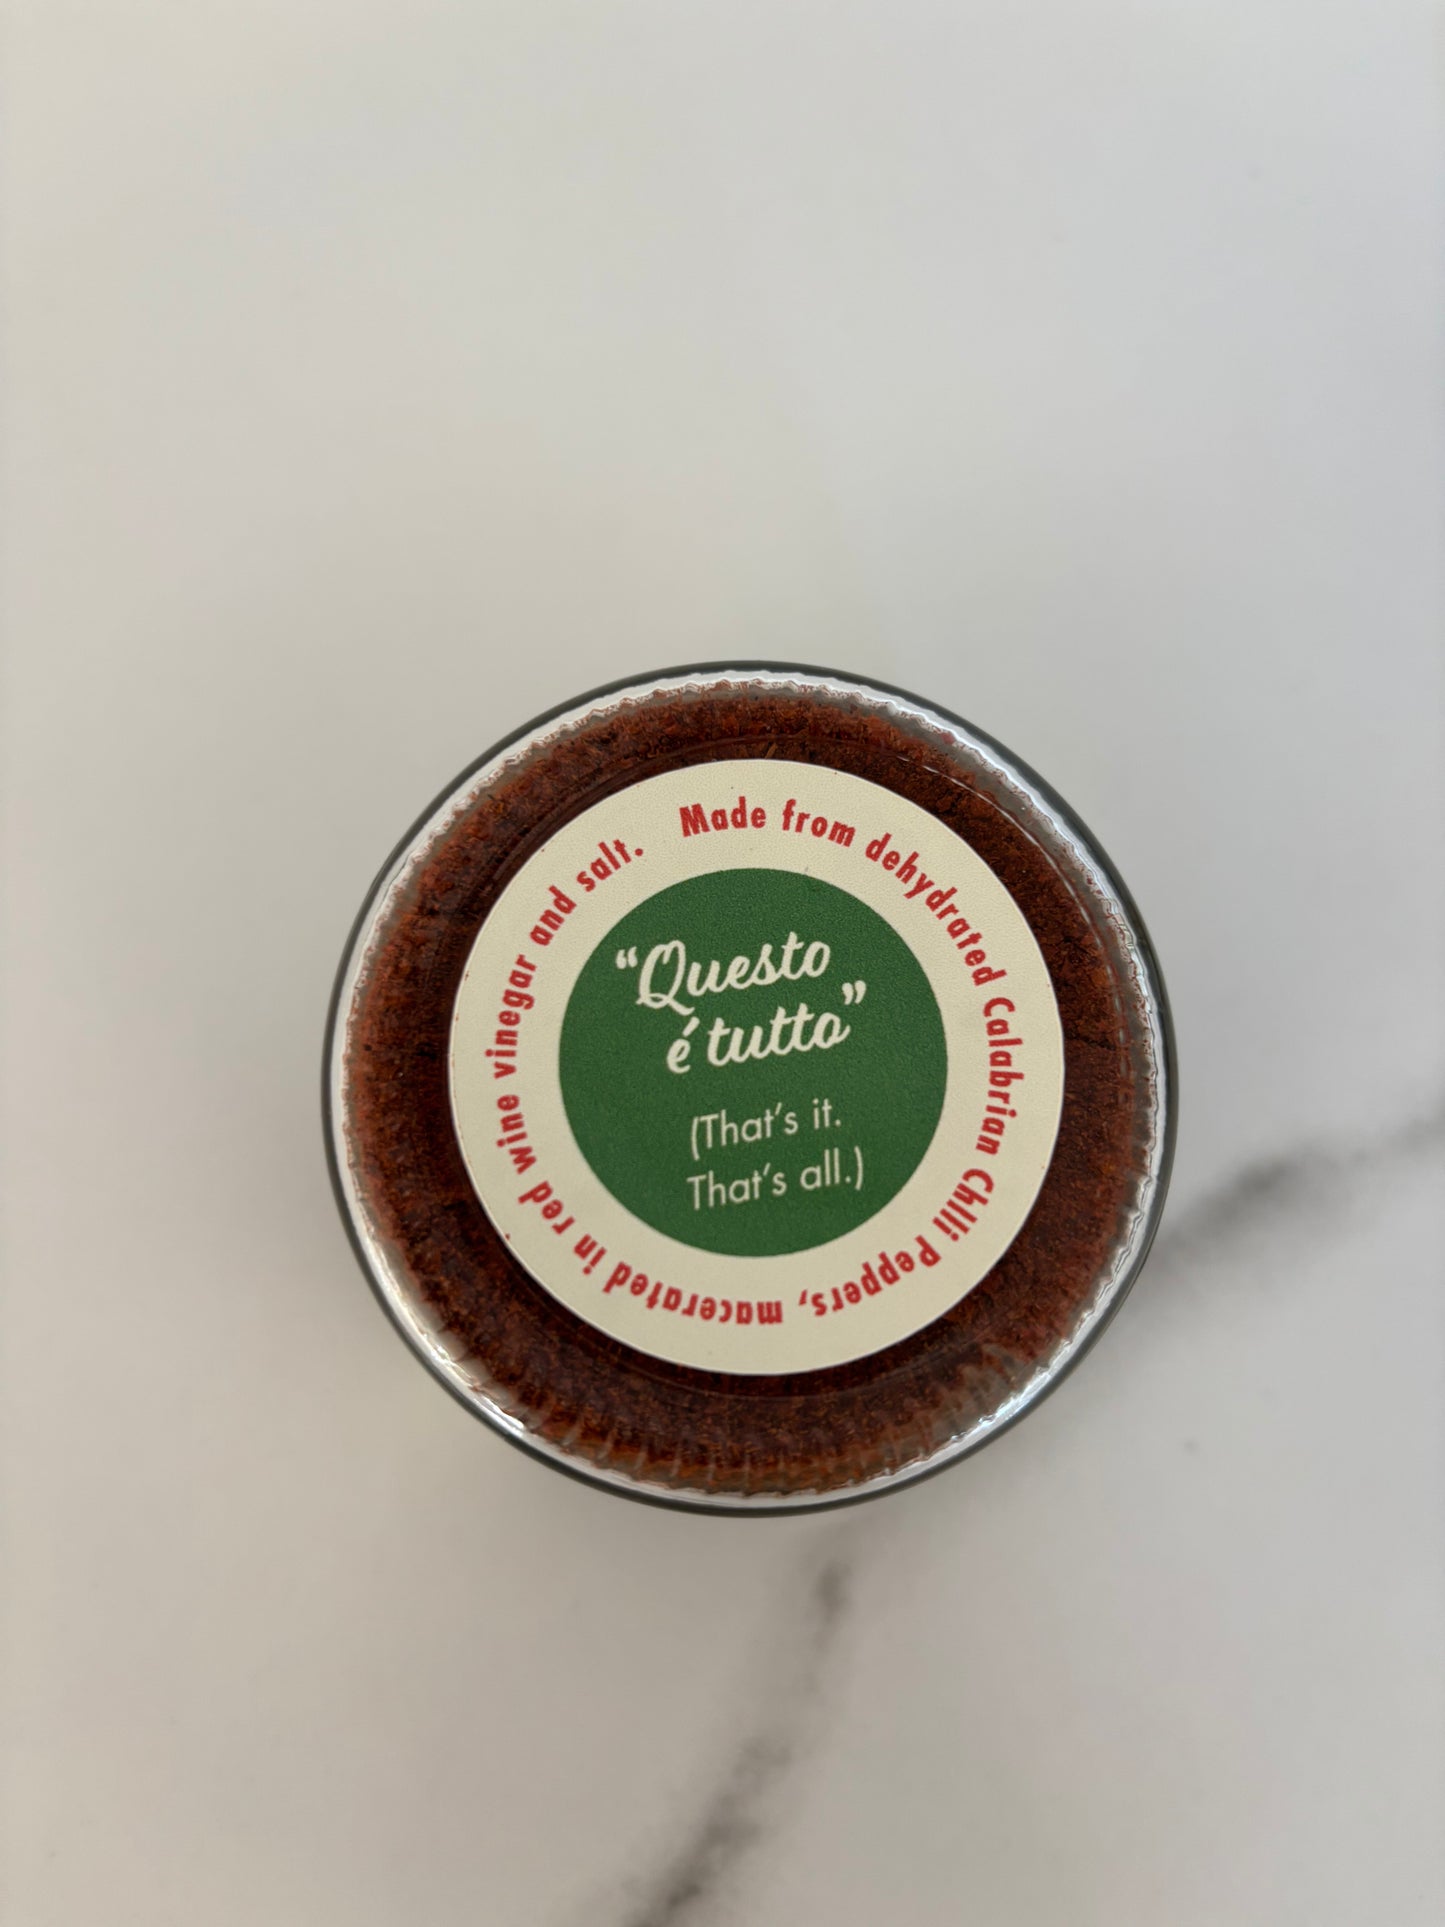 Made from dehydrated Calabrian Chili Peppers, macerated in red wine vinegar and salt.
“Questo
é tutto”
(That’s it.
That’s all.)